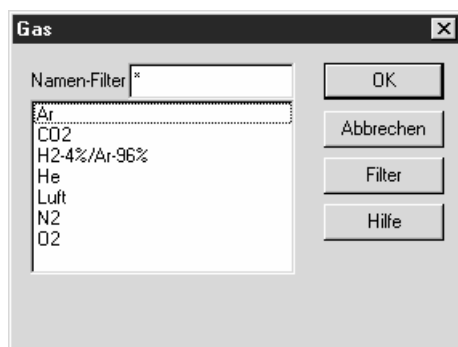 Gas
Namen-Filter *
OK
Ar
CO2
Abbrechen
H2-4%/Ar-96%
He
Filter
Luft
N2
Hilfe
O2